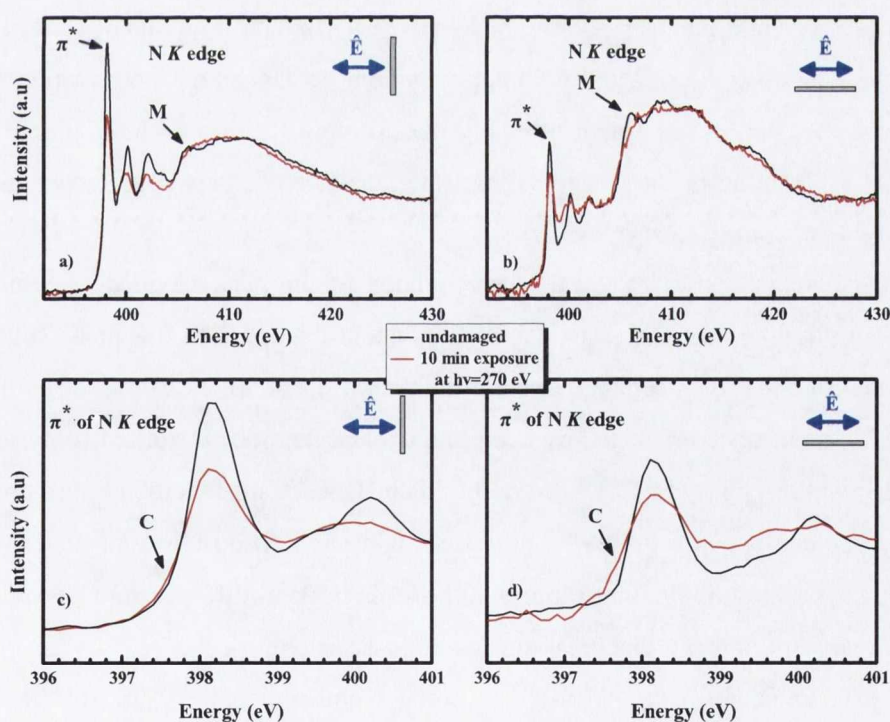 π*
N K edge
Ê
M
Intensity (a.u)
a)
400
410
420
430
Energy (eV)
N K edge
Ê
M
π*
b)
400
410
420
430
Energy (eV)
undamaged
10 min exposure
at hν=270 eV
π* of N K edge
Ê
C
Intensity (a.u)
c)
396
397
398
399
400
401
Energy (eV)
π* of N K edge
Ê
C
d)
396
397
398
399
400
401
Energy (eV)